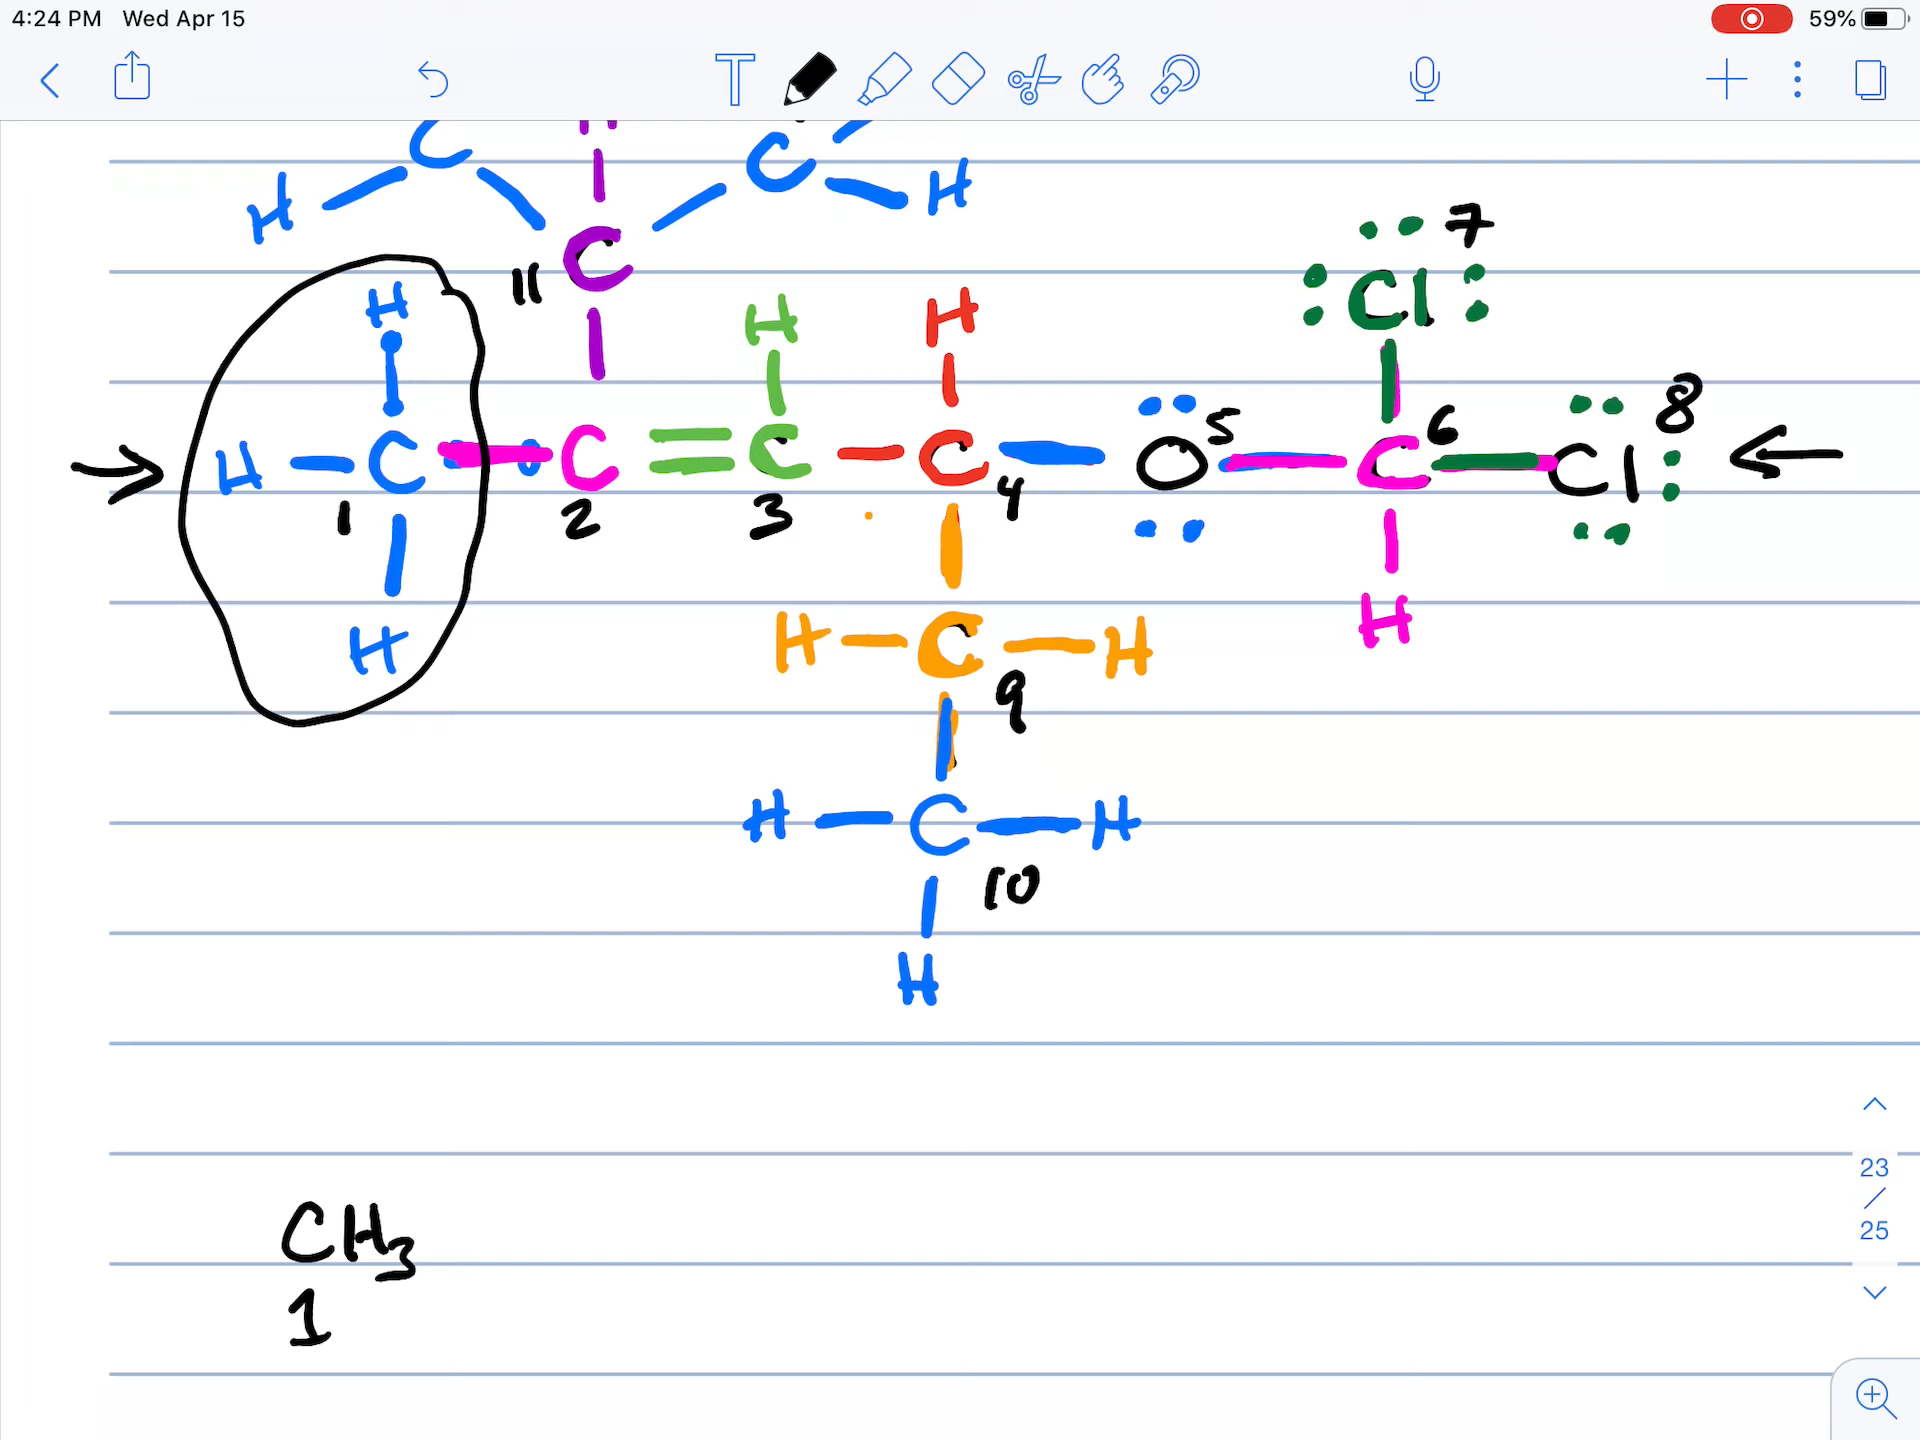 4:24 PM Wed Apr 15 59%
T
C H C
H H
C 7
11 Cl
H H H
8
5 6
H C C C C O C Cl
1 2 3 4
H C H H
H 9
H C H
10
H
23
/
25
CH3
1